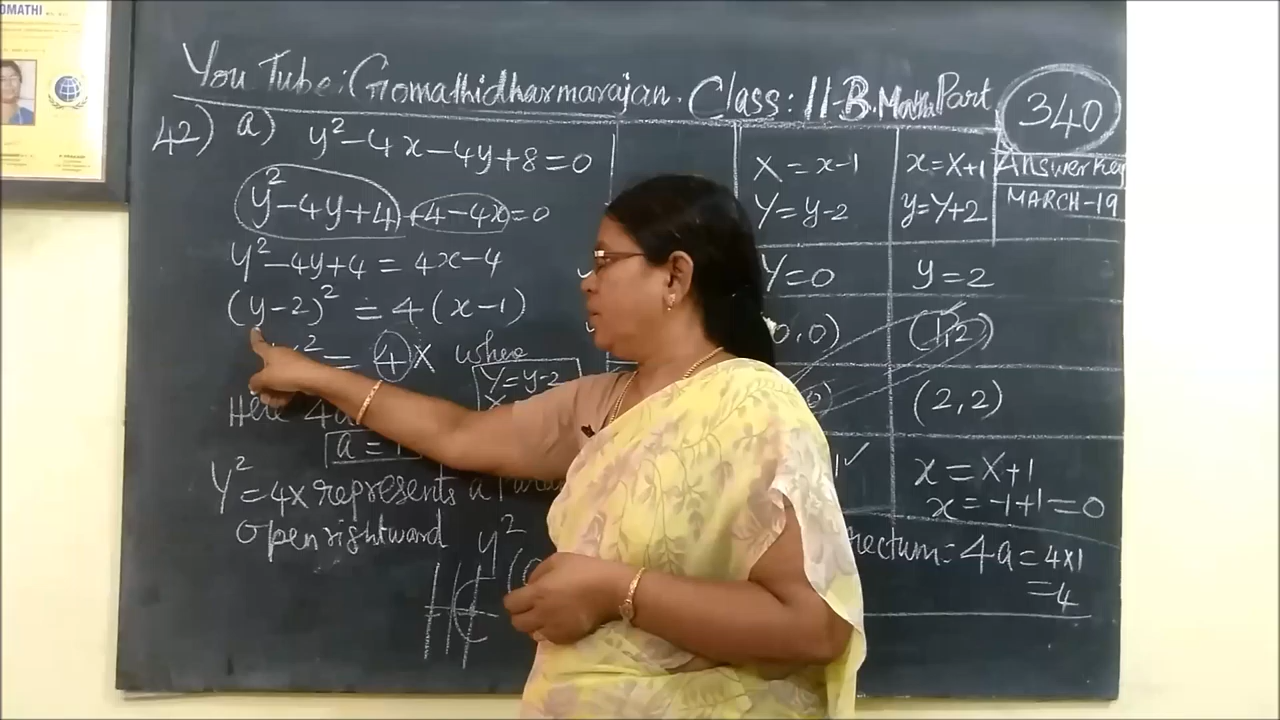 OMATHI
You Tube: Gomathidharmarajan. Class: 11-B.Maths Part
340
Answer Key
MARCH-19
42) a) y²-4x-4y+8=0
y²-4y+4+4-4x=0
y²-4y+4=4x-4
(y-2)²=4(x-1)
²=4X where
Y=y-2
Here 4a
a=1
Y²=4X represents a
open rightward
y²
X=x-1 x=X+1
Y=y-2 y=Y+2
Y=0 y=2
0,0) (1,2)
(2,2)
1✓ x=X+1
x=-1+1=0
rectum=4a=4x1
=4